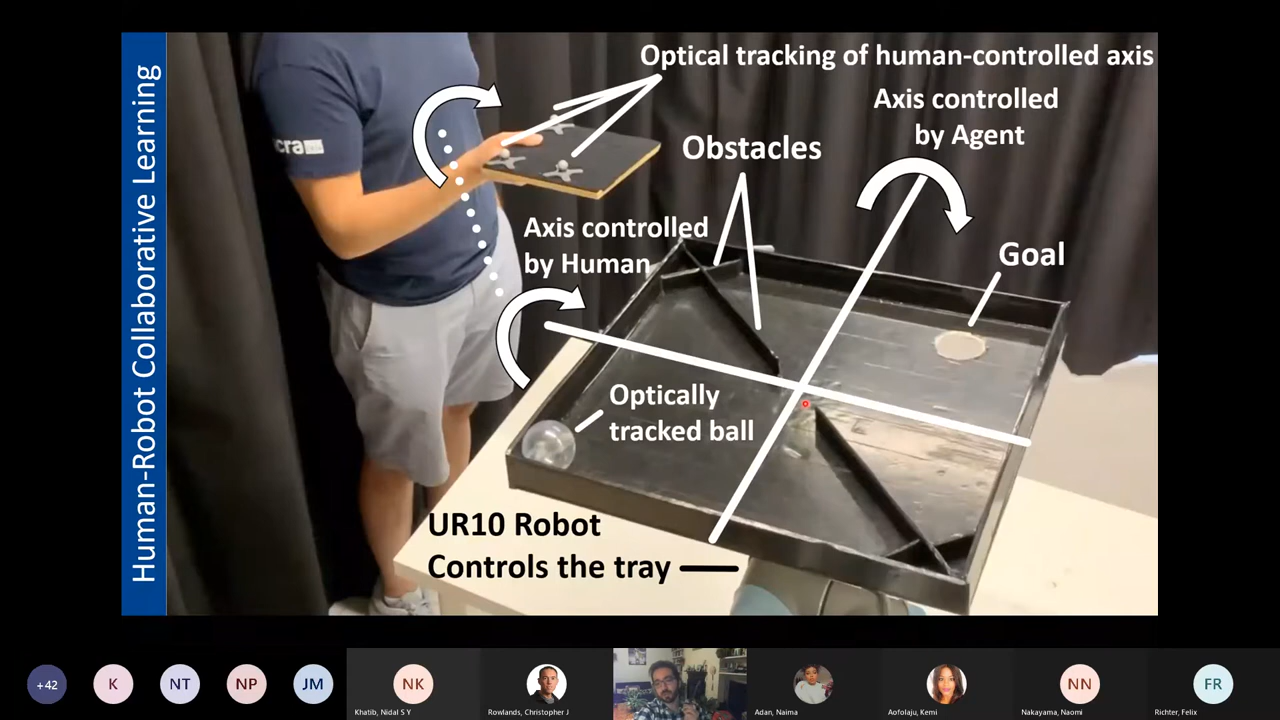 Human-Robot Collaborative Learning
Optical tracking of human-controlled axis
Axis controlled
by Agent
Obstacles
cra
Axis controlled
by Human
Goal
Optically
tracked ball
UR10 Robot
Controls the tray
+42
K
NT
NP
JM
NK
NN
FR
Khatib, Nidal S Y
Rowlands, Christopher J
Adan, Naima
Aofolaju, Kemi
Nakayama, Naomi
Richter, Felix